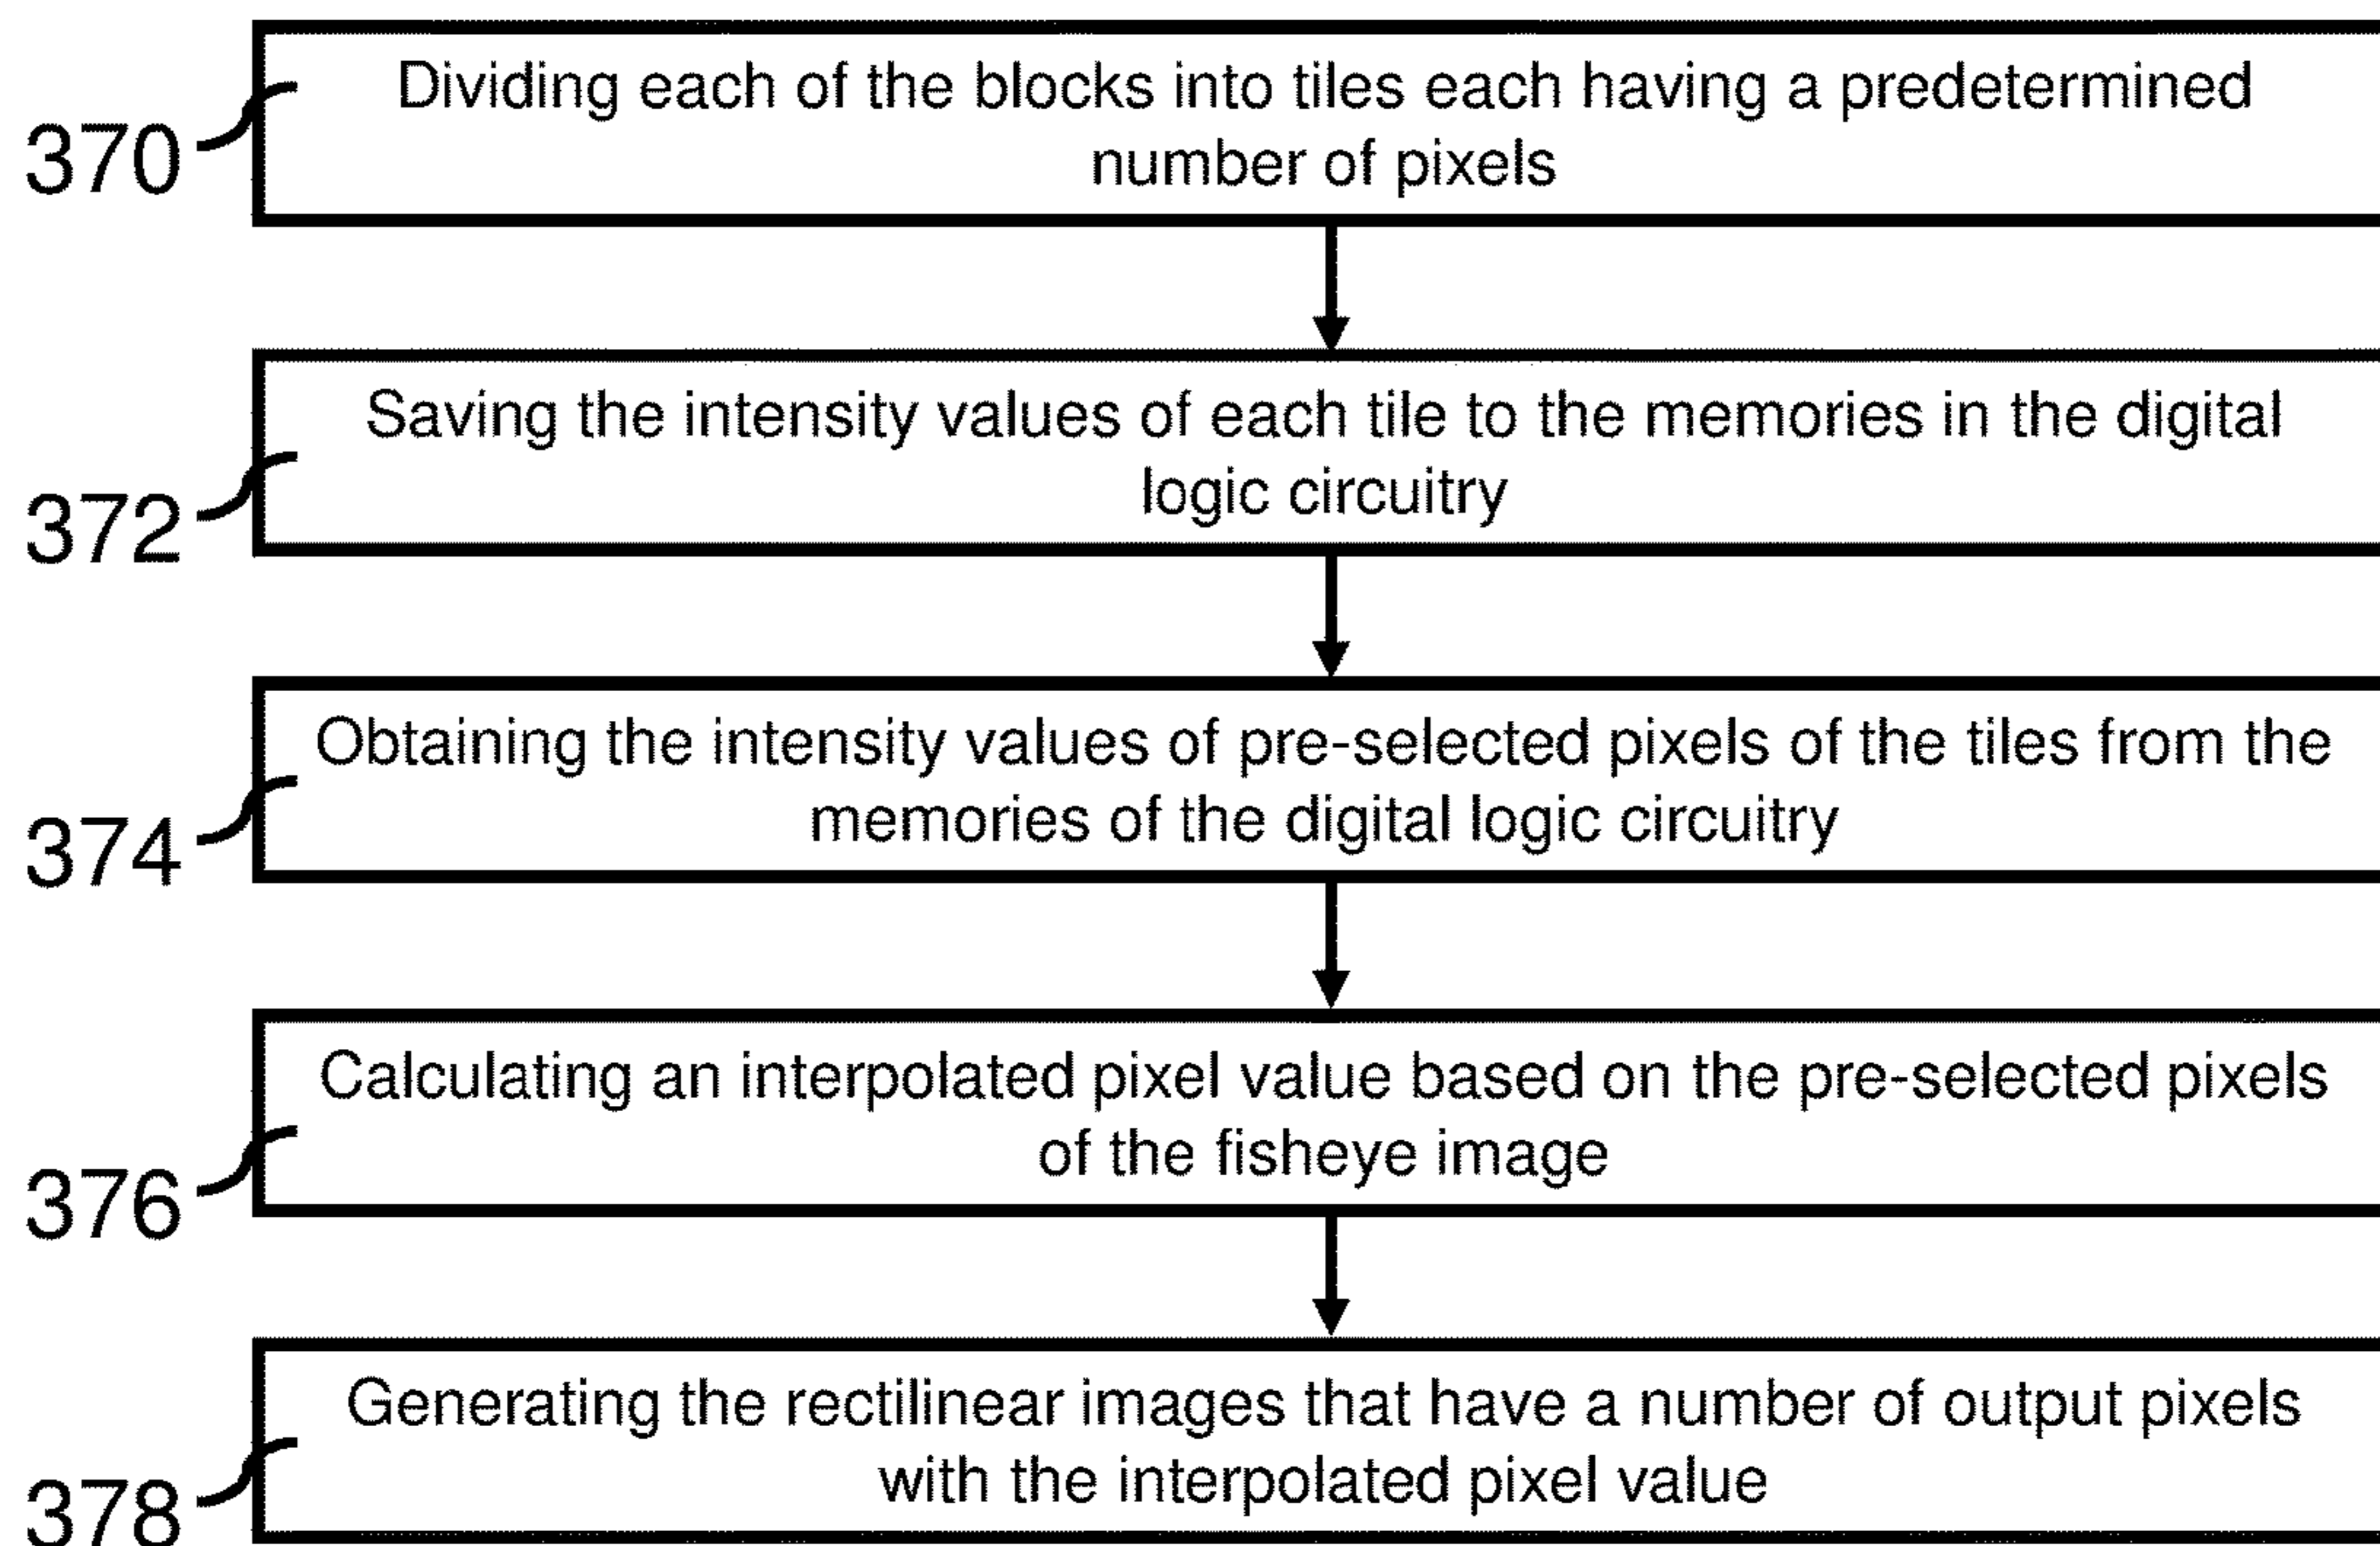 Dividing each of the blocks into tiles each having a predetermined
number of pixels
370
Saving the intensity values of each tile to the memories in the digital
logic circuitry
372
Obtaining the intensity values of pre-selected pixels of the tiles from the
memories of the digital logic circuitry
374
Calculating an interpolated pixel value based on the pre-selected pixels
of the fisheye image
376
Generating the rectilinear images that have a number of output pixels
with the interpolated pixel value
378